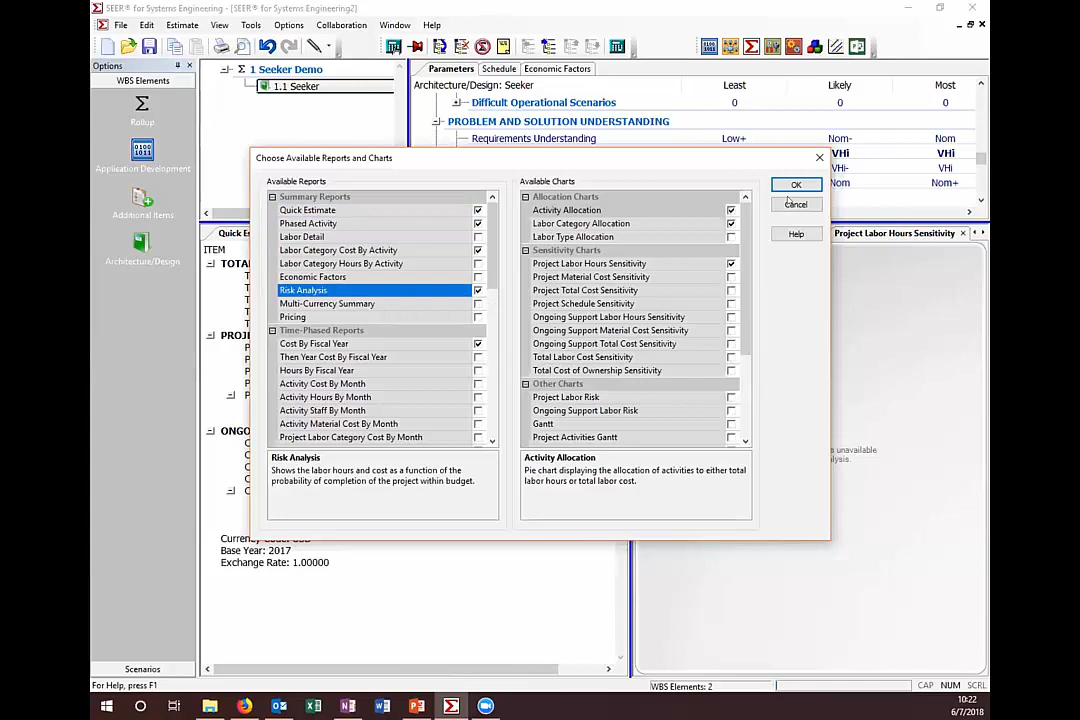 SEER® for Systems Engineering - [SEER® for Systems Engineering2]
File Edit Estimate View Tools Options Collaboration Window Help
Options
WBS Elements
Rollup
Application Development
Additional Items
Architecture/Design
Scenarios
1 Seeker Demo
1.1 Seeker
Parameters Schedule Economic Factors
Architecture/Design: Seeker Least Likely Most
Difficult Operational Scenarios 0 0 0
PROBLEM AND SOLUTION UNDERSTANDING
Requirements Understanding Low+ Nom- Nom
VHi VHi
VHi- VHi
Nom Nom+
Quick Es
Project Labor Hours Sensitivity
ITEM
TOTA
T
T
T
PROJ
P
P
P
P
ONGO
C
C
C
Currency Code: USD
Base Year: 2017
Exchange Rate: 1.00000
s unavailable
lysis.
Choose Available Reports and Charts
Available Reports
Summary Reports
Quick Estimate
Phased Activity
Labor Detail
Labor Category Cost By Activity
Labor Category Hours By Activity
Economic Factors
Risk Analysis
Multi-Currency Summary
Pricing
Time-Phased Reports
Cost By Fiscal Year
Then Year Cost By Fiscal Year
Hours By Fiscal Year
Activity Cost By Month
Activity Hours By Month
Activity Staff By Month
Activity Material Cost By Month
Project Labor Category Cost By Month
Risk Analysis
Shows the labor hours and cost as a function of the
probability of completion of the project within budget.
Available Charts
Allocation Charts
Activity Allocation
Labor Category Allocation
Labor Type Allocation
Sensitivity Charts
Project Labor Hours Sensitivity
Project Material Cost Sensitivity
Project Total Cost Sensitivity
Project Schedule Sensitivity
Ongoing Support Labor Hours Sensitivity
Ongoing Support Material Cost Sensitivity
Ongoing Support Total Cost Sensitivity
Total Labor Cost Sensitivity
Total Cost of Ownership Sensitivity
Other Charts
Project Labor Risk
Ongoing Support Labor Risk
Gantt
Project Activities Gantt
Activity Allocation
Pie chart displaying the allocation of activities to either total
labor hours or total labor cost.
OK
Cancel
Help
For Help, press F1
WBS Elements: 2
CAP NUM SCRL
10:22
6/7/2018